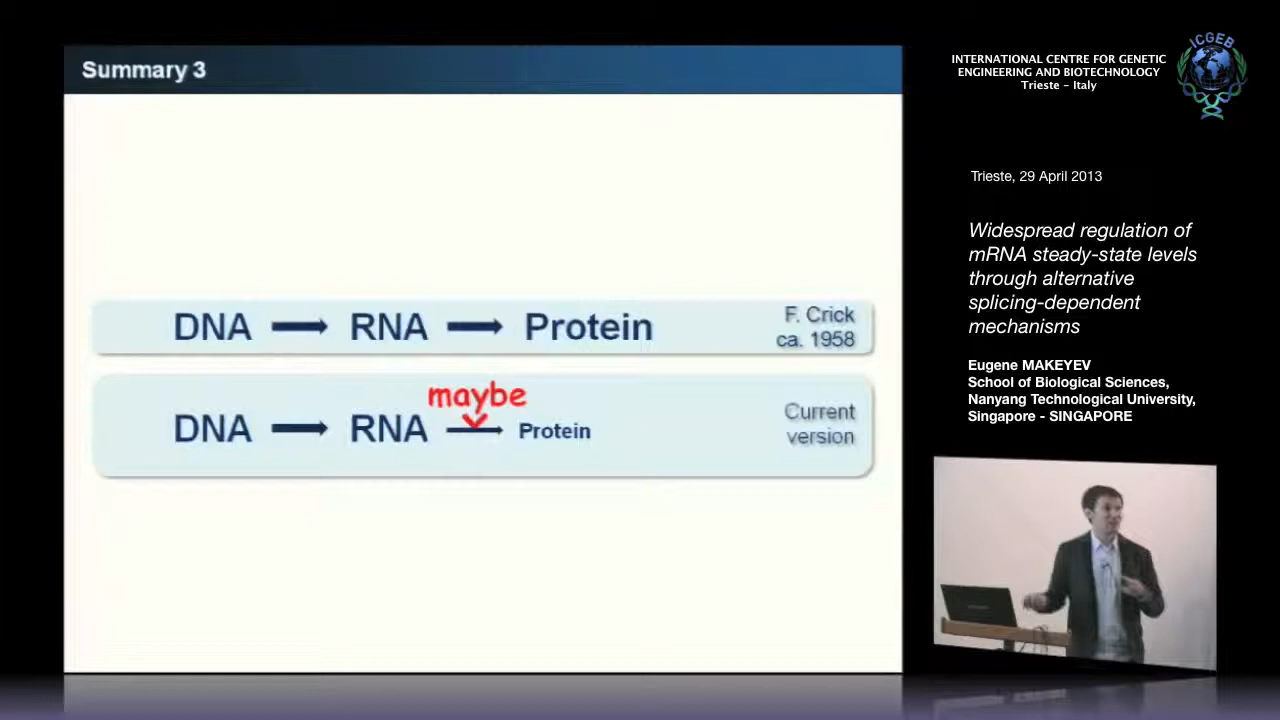 Summary 3
DNA → RNA → Protein
F. Crick
ca. 1958
maybe
DNA → RNA → Protein
Current
version
INTERNATIONAL CENTRE FOR GENETIC
ENGINEERING AND BIOTECHNOLOGY
Trieste – Italy
ICGEB
Trieste, 29 April 2013
Widespread regulation of
mRNA steady-state levels
through alternative
splicing-dependent
mechanisms
Eugene MAKEYEV
School of Biological Sciences,
Nanyang Technological University,
Singapore - SINGAPORE